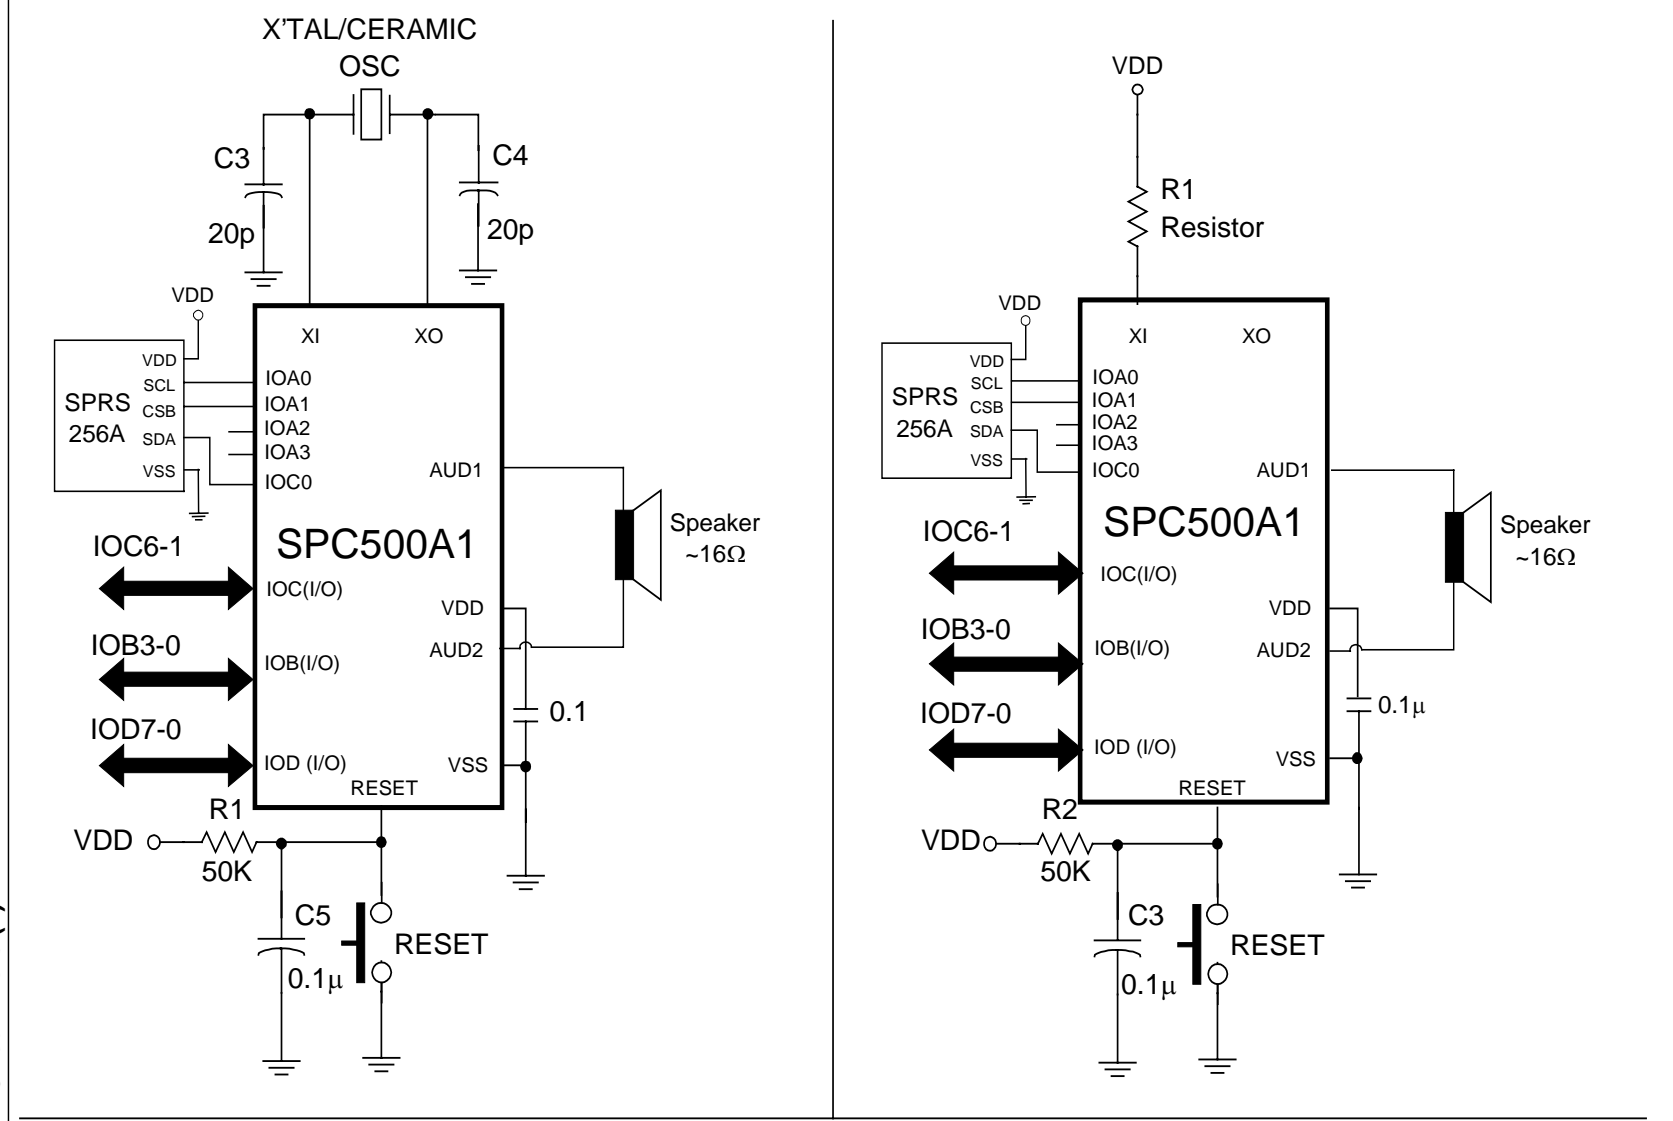 X'TAL/CERAMIC
OSC
C3
20p
C4
20p
VDD
XI
XO
SPRS
256A
VDD
SCL
CSB
SDA
VSS
IOA0
IOA1
IOA2
IOA3
IOC0
AUD1
SPC500A1
Speaker
~16Ω
IOC6-1
IOC(I/O)
IOB3-0
IOB(I/O)
IOD7-0
IOD (I/O)
VDD
AUD2
0.1
VSS
RESET
R1
VDD
50K
C5
0.1μ
RESET
VDD
R1
Resistor
VDD
XI
XO
SPRS
256A
VDD
SCL
CSB
SDA
VSS
IOA0
IOA1
IOA2
IOA3
IOC0
AUD1
SPC500A1
Speaker
~16Ω
IOC6-1
IOC(I/O)
IOB3-0
IOB(I/O)
IOD7-0
IOD (I/O)
VDD
AUD2
0.1μ
VSS
RESET
R2
VDD
50K
C3
0.1μ
RESET